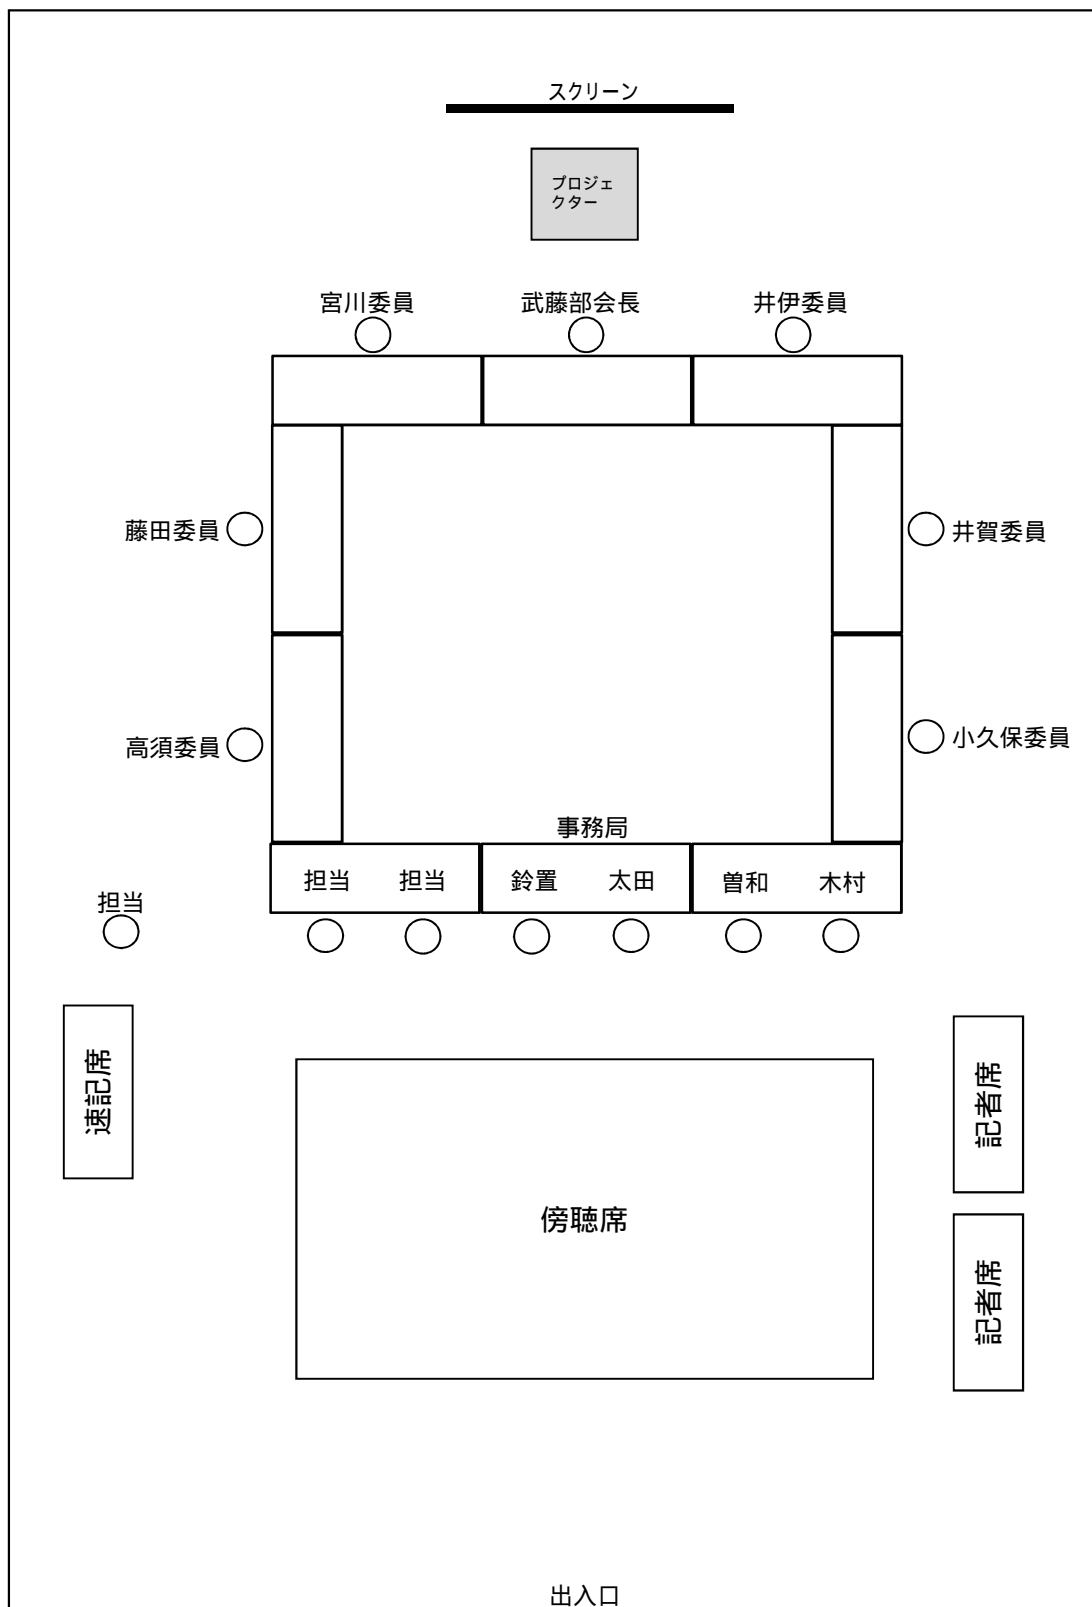 スクリーン
プロジェ
クター
宮川委員
武藤部会長
井伊委員
藤田委員
井賀委員
高須委員
小久保委員
事務局
担当
担当
鈴置
太田
曽和
木村
担当
速記席
記者席
傍聴席
記者席
出入口